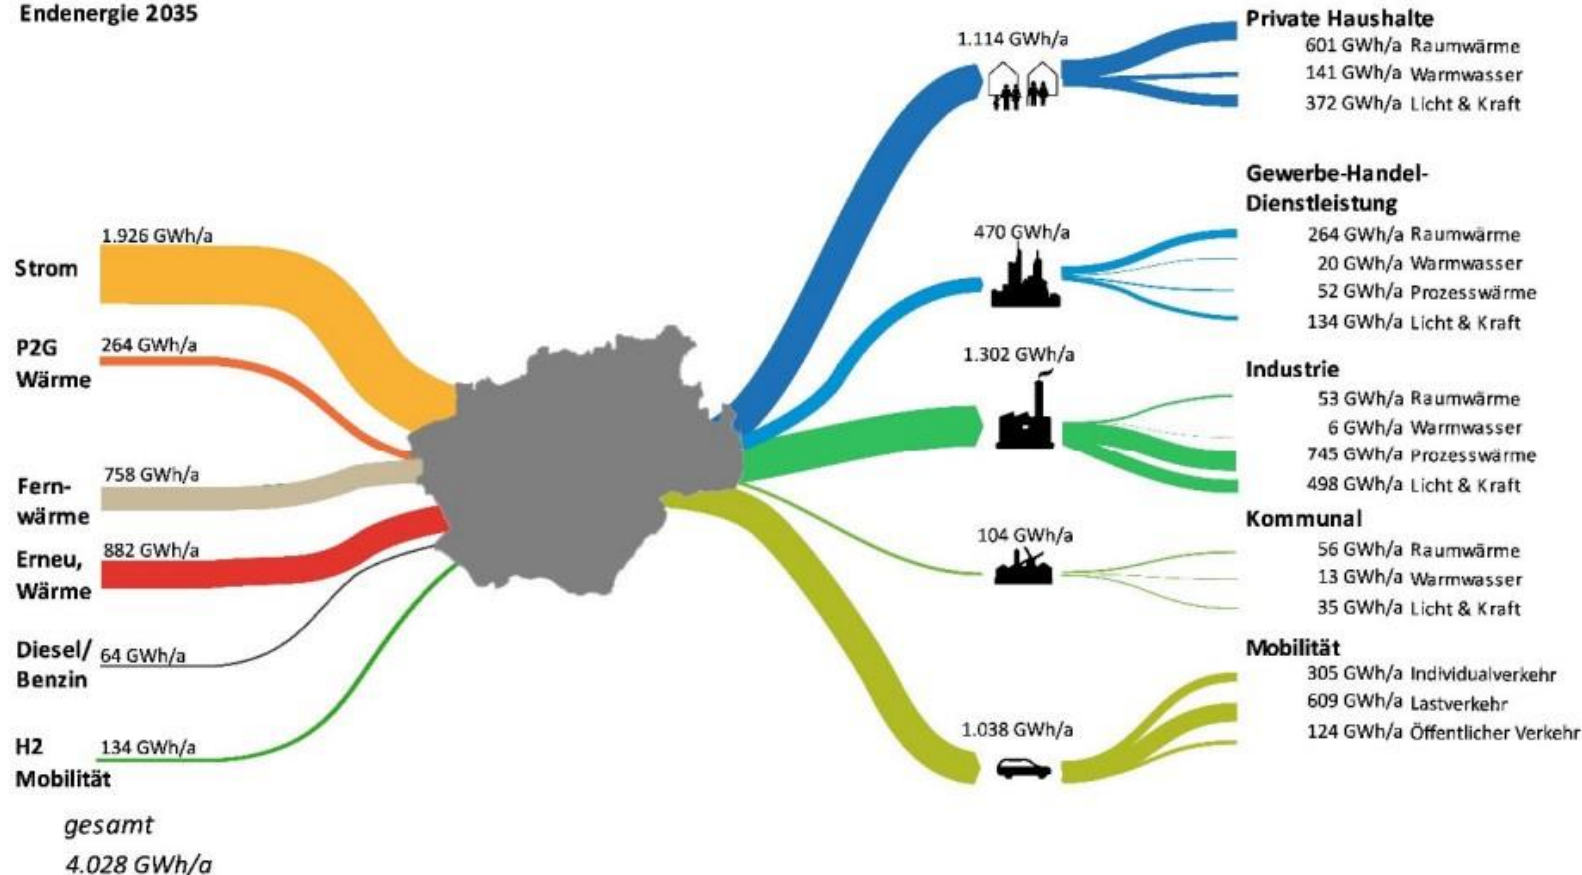 Endenergie 2035
Strom
1.926 GWh/a
P2G
Wärme
264 GWh/a
Fern-
wärme
758 GWh/a
Erneu,
Wärme
882 GWh/a
Diesel/
Benzin
64 GWh/a
H2
Mobilität
134 GWh/a
gesamt
4.028 GWh/a
1.114 GWh/a
Private Haushalte
601 GWh/a Raumwärme
141 GWh/a Warmwasser
372 GWh/a Licht & Kraft
470 GWh/a
Gewerbe-Handel-
Dienstleistung
264 GWh/a Raumwärme
20 GWh/a Warmwasser
52 GWh/a Prozesswärme
134 GWh/a Licht & Kraft
1.302 GWh/a
Industrie
53 GWh/a Raumwärme
6 GWh/a Warmwasser
745 GWh/a Prozesswärme
498 GWh/a Licht & Kraft
104 GWh/a
Kommunal
56 GWh/a Raumwärme
13 GWh/a Warmwasser
35 GWh/a Licht & Kraft
1.038 GWh/a
Mobilität
305 GWh/a Individualverkehr
609 GWh/a Lastverkehr
124 GWh/a Öffentlicher Verkehr